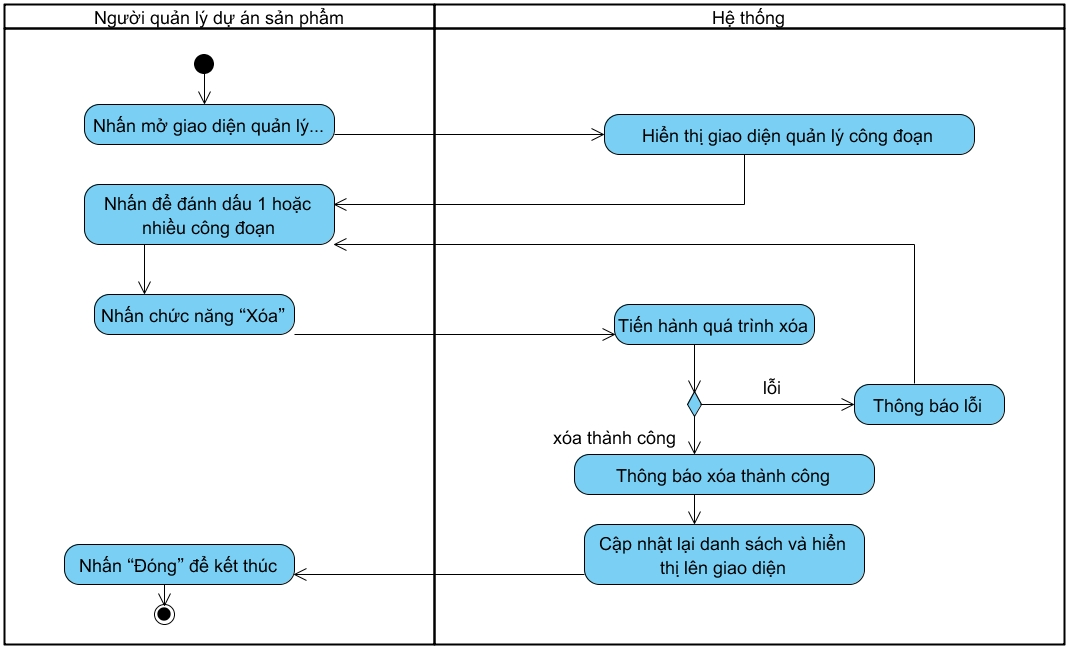 Người quản lý dự án sản phẩm
Hệ thống
Nhấn mở giao diện quản lý...
Hiển thị giao diện quản lý công đoạn
Nhấn để đánh dấu 1 hoặc
nhiều công đoạn
Nhấn chức năng “Xóa”
Tiến hành quá trình xóa
lỗi
Thông báo lỗi
xóa thành công
Thông báo xóa thành công
Cập nhật lại danh sách và hiển
thị lên giao diện
Nhấn “Đóng” để kết thúc